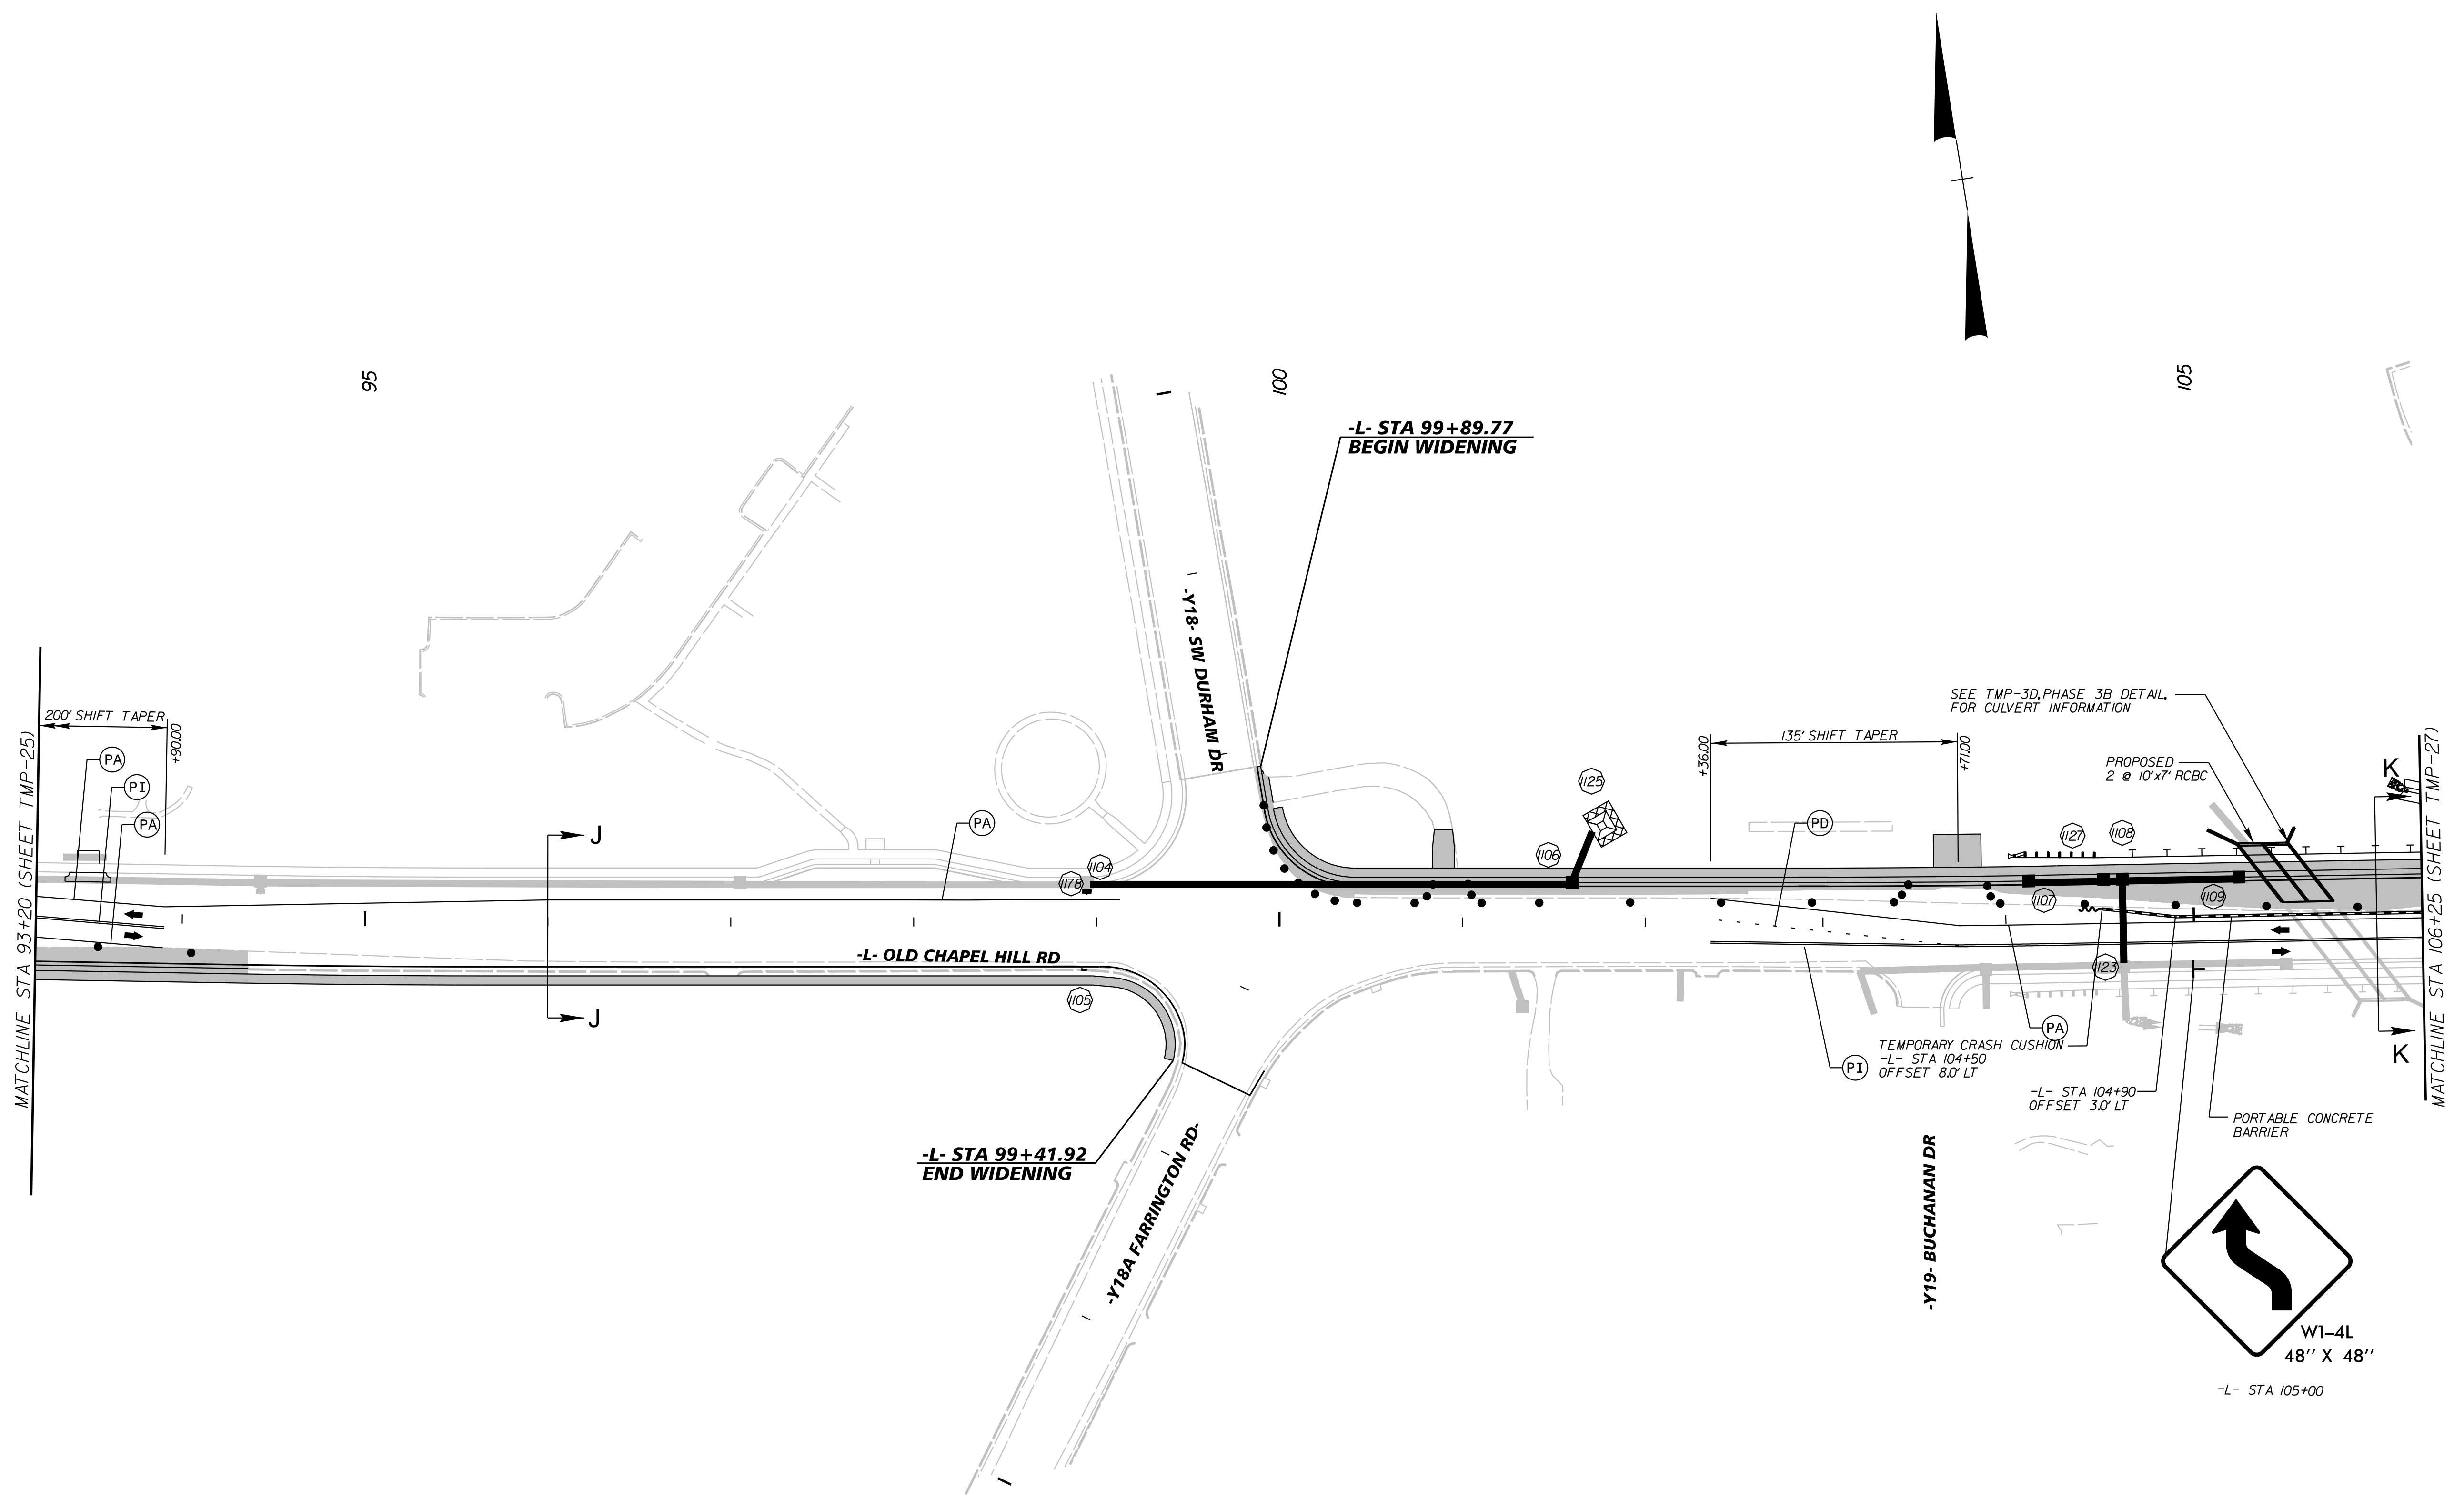 95
100
105
-L- STA 99+89.77
BEGIN WIDENING
-Y18- SW DURHAM DR
MATCHLINE STA 93+20 (SHEET TMP-25)
200' SHIFT TAPER
+90.00
PA
PI
PA
J
J
PA
1178
1104
1105
-L- OLD CHAPEL HILL RD
-L- STA 99+41.92
END WIDENING
-Y18A FARRINGTON RD-
1125
1106
+36.00
135' SHIFT TAPER
+71.00
PD
SEE TMP-3D, PHASE 3B DETAIL,
FOR CULVERT INFORMATION
PROPOSED
2 @ 10'x7' RCBC
1127
1108
1107
1109
1123
K
K
MATCHLINE STA 106+25 (SHEET TMP-27)
PA
PI
TEMPORARY CRASH CUSHION
-L- STA 104+50
OFFSET 8.0' LT
-L- STA 104+90
OFFSET 3.0' LT
PORTABLE CONCRETE
BARRIER
-Y19- BUCHANAN DR
W1-4L
48'' X 48''
-L- STA 105+00